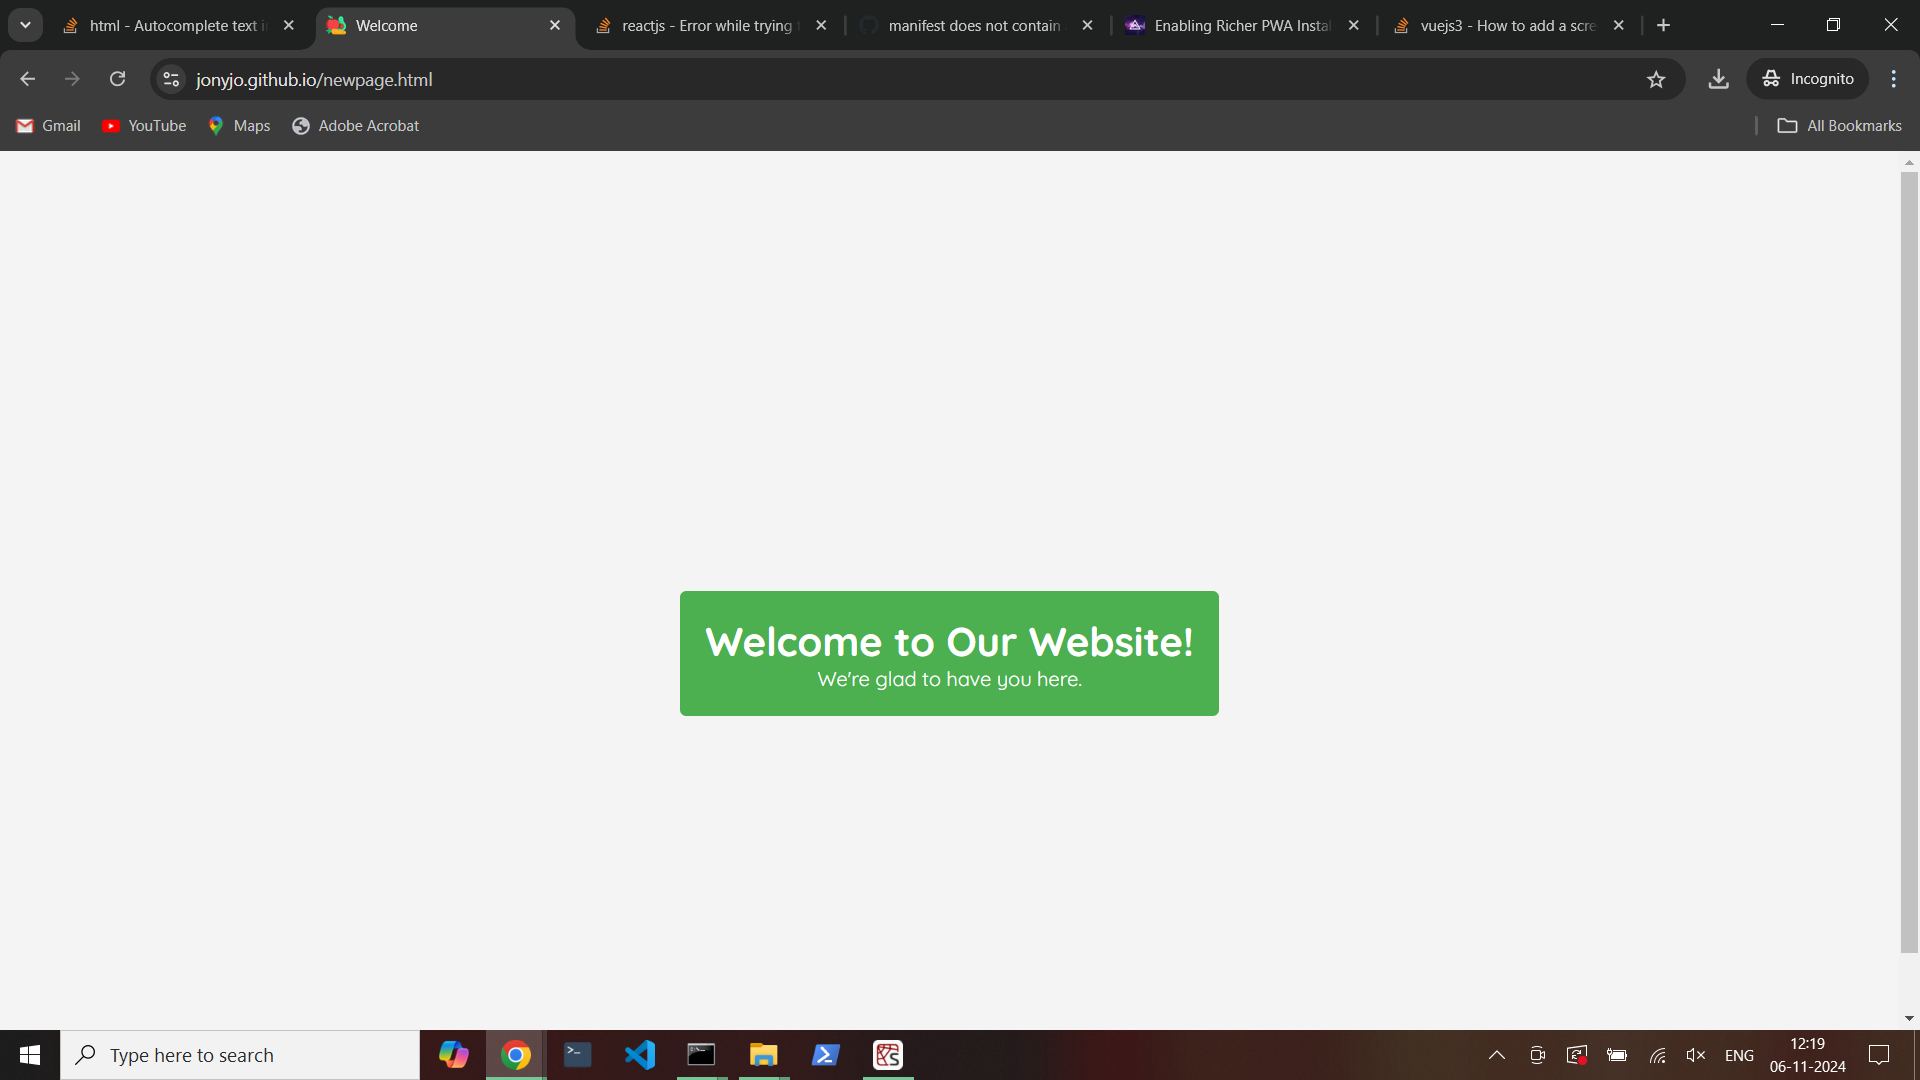 html - Autocomplete text i
Welcome
reactjs - Error while trying
manifest does not contain
Enabling Richer PWA Instal
vuejs3 - How to add a scre
jonyjo.github.io/newpage.html
Incognito
Gmail
YouTube
Maps
Adobe Acrobat
All Bookmarks
Welcome to Our Website!
We're glad to have you here.
Type here to search
ENG
12:19
06-11-2024